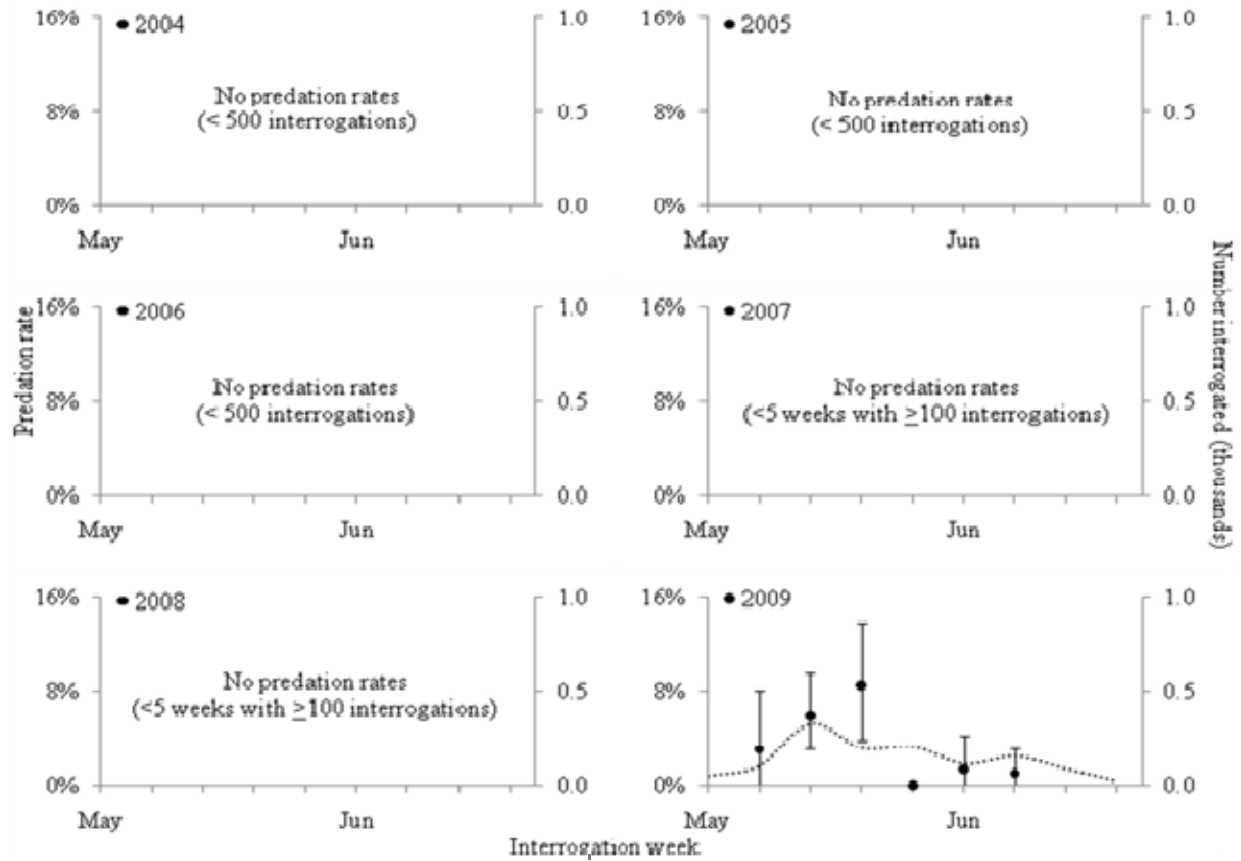 Predation rate
Number interrogated (thousands)
16%
8%
0%
2004
No predation rates
(< 500 interrogations)
1.0
0.5
0.0
May
Jun
16%
8%
0%
2005
No predation rates
(< 500 interrogations)
1.0
0.5
0.0
May
Jun
16%
8%
0%
2006
No predation rates
(< 500 interrogations)
1.0
0.5
0.0
May
Jun
16%
8%
0%
2007
No predation rates
(<5 weeks with ≥100 interrogations)
1.0
0.5
0.0
May
Jun
16%
8%
0%
2008
No predation rates
(<5 weeks with ≥100 interrogations)
1.0
0.5
0.0
May
Jun
16%
8%
0%
2009
1.0
0.5
0.0
May
Jun
Interrogation week